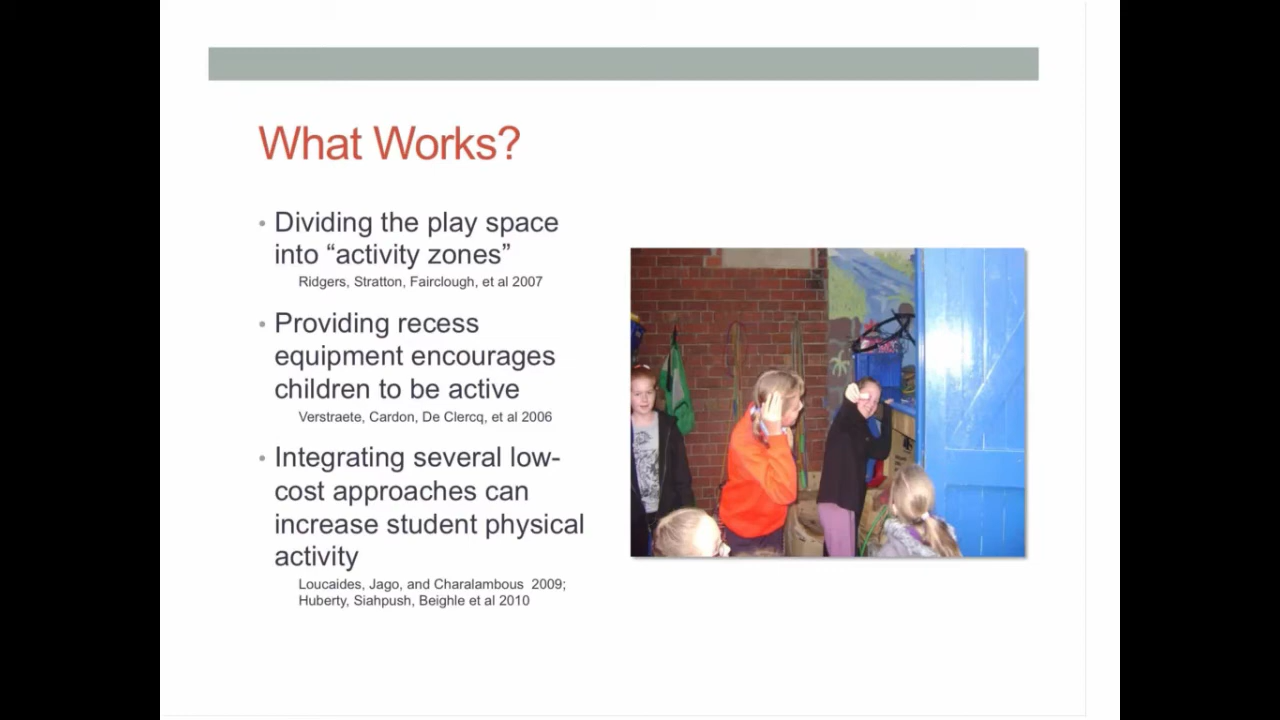 What Works?
• Dividing the play space
into “activity zones”
Ridgers, Stratton, Fairclough, et al 2007
• Providing recess
equipment encourages
children to be active
Verstraete, Cardon, De Clercq, et al 2006
• Integrating several low-
cost approaches can
increase student physical
activity
Loucaides, Jago, and Charalambous  2009;
Huberty, Siahpush, Beighle et al 2010